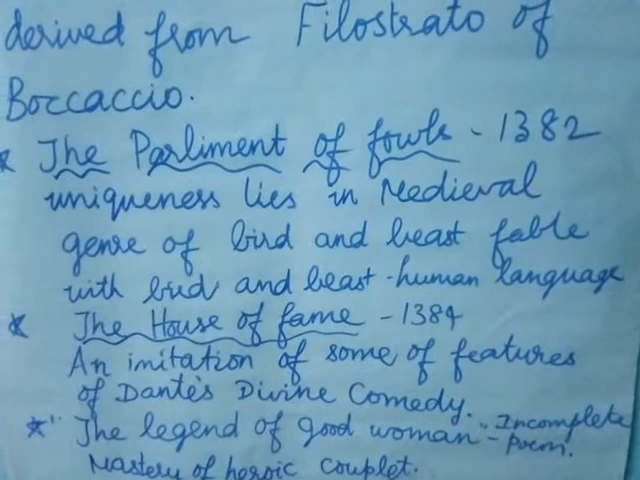 derived from Filostrato of
Boccaccio.
* The Parliment of fowls - 1382
uniqueness lies in Medieval
genre of bird and beast fable
with bird and beast-human language
* The House of fame - 1384
An imitation of some of features
of Dante's Divine Comedy.
* The legend of good woman - Incomplete
poem.
Mastery of heroic couplet.